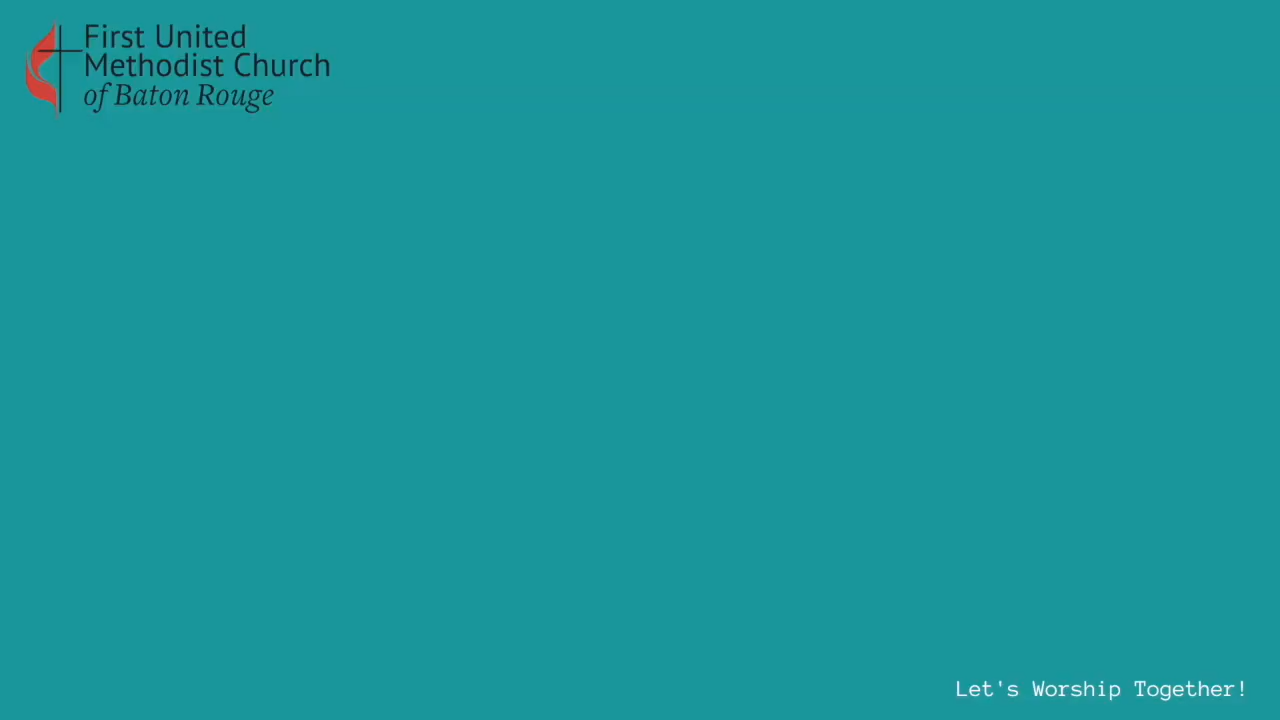 First United
Methodist Church
of Baton Rouge
Let's Worship Together!